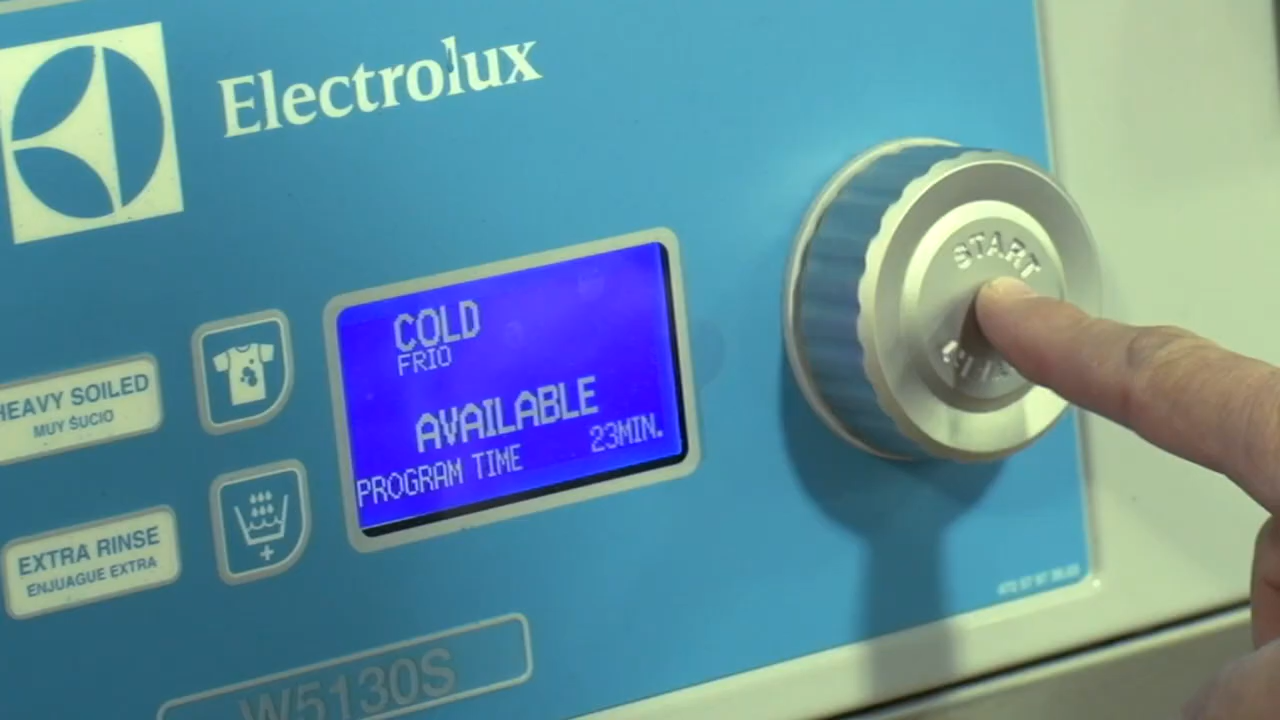 Electrolux
COLD
FRIO
AVAILABLE
PROGRAM TIME 23MIN.
START
HEAVY SOILED
MUY SUCIO
EXTRA RINSE
ENJUAGUE EXTRA
W5130S